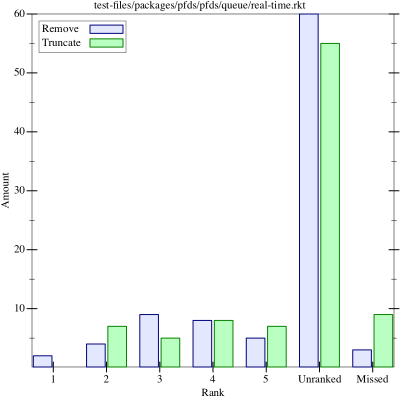 test-files/packages/pfds/pfds/queue/real-time.rkt
Remove
Truncate
60
50
40
30
20
10
Amount
1 2 3 4 5 Unranked Missed
Rank